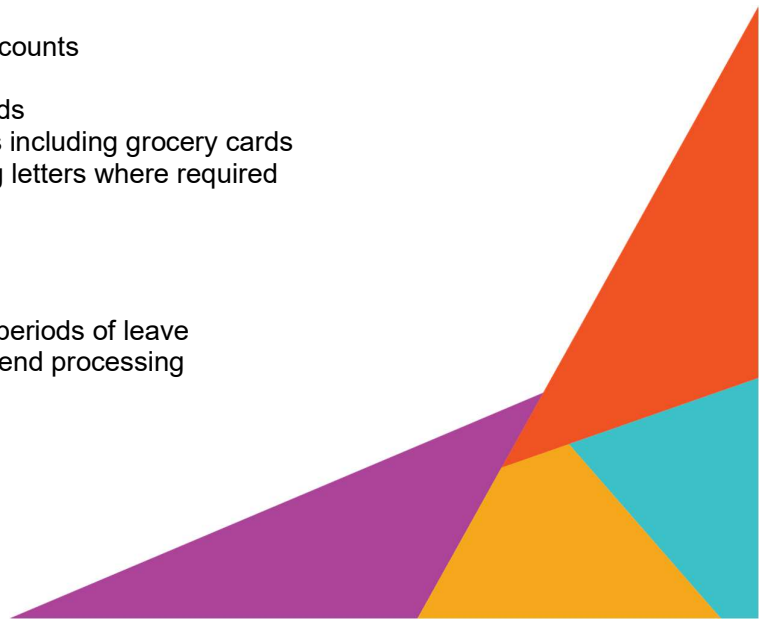 counts
ds
s including grocery cards
g letters where required
periods of leave
end processing